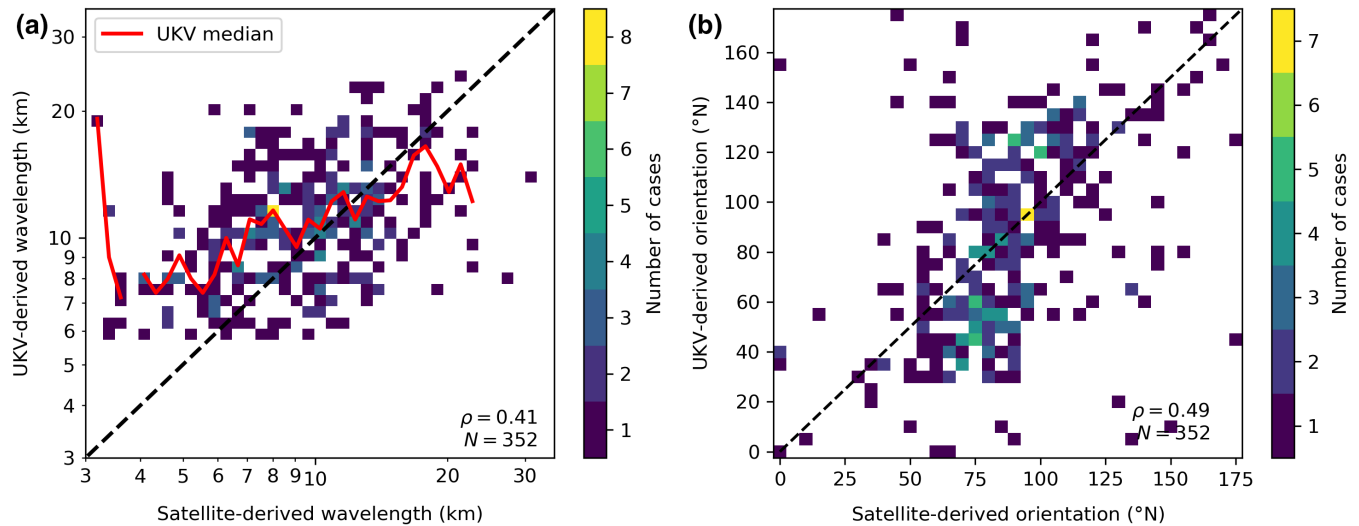 (a)
UKV median
UKV-derived wavelength (km)
30
20
10
9
8
7
6
5
4
3
3 4 5 6 7 8 9 10 20 30
Satellite-derived wavelength (km)
ρ = 0.41
N = 352
8
7
6
5
4
3
2
1
Number of cases
(b)
UKV-derived orientation (°N)
160
140
120
100
80
60
40
20
0
0 25 50 75 100 125 150 175
Satellite-derived orientation (°N)
ρ = 0.49
N = 352
7
6
5
4
3
2
1
Number of cases